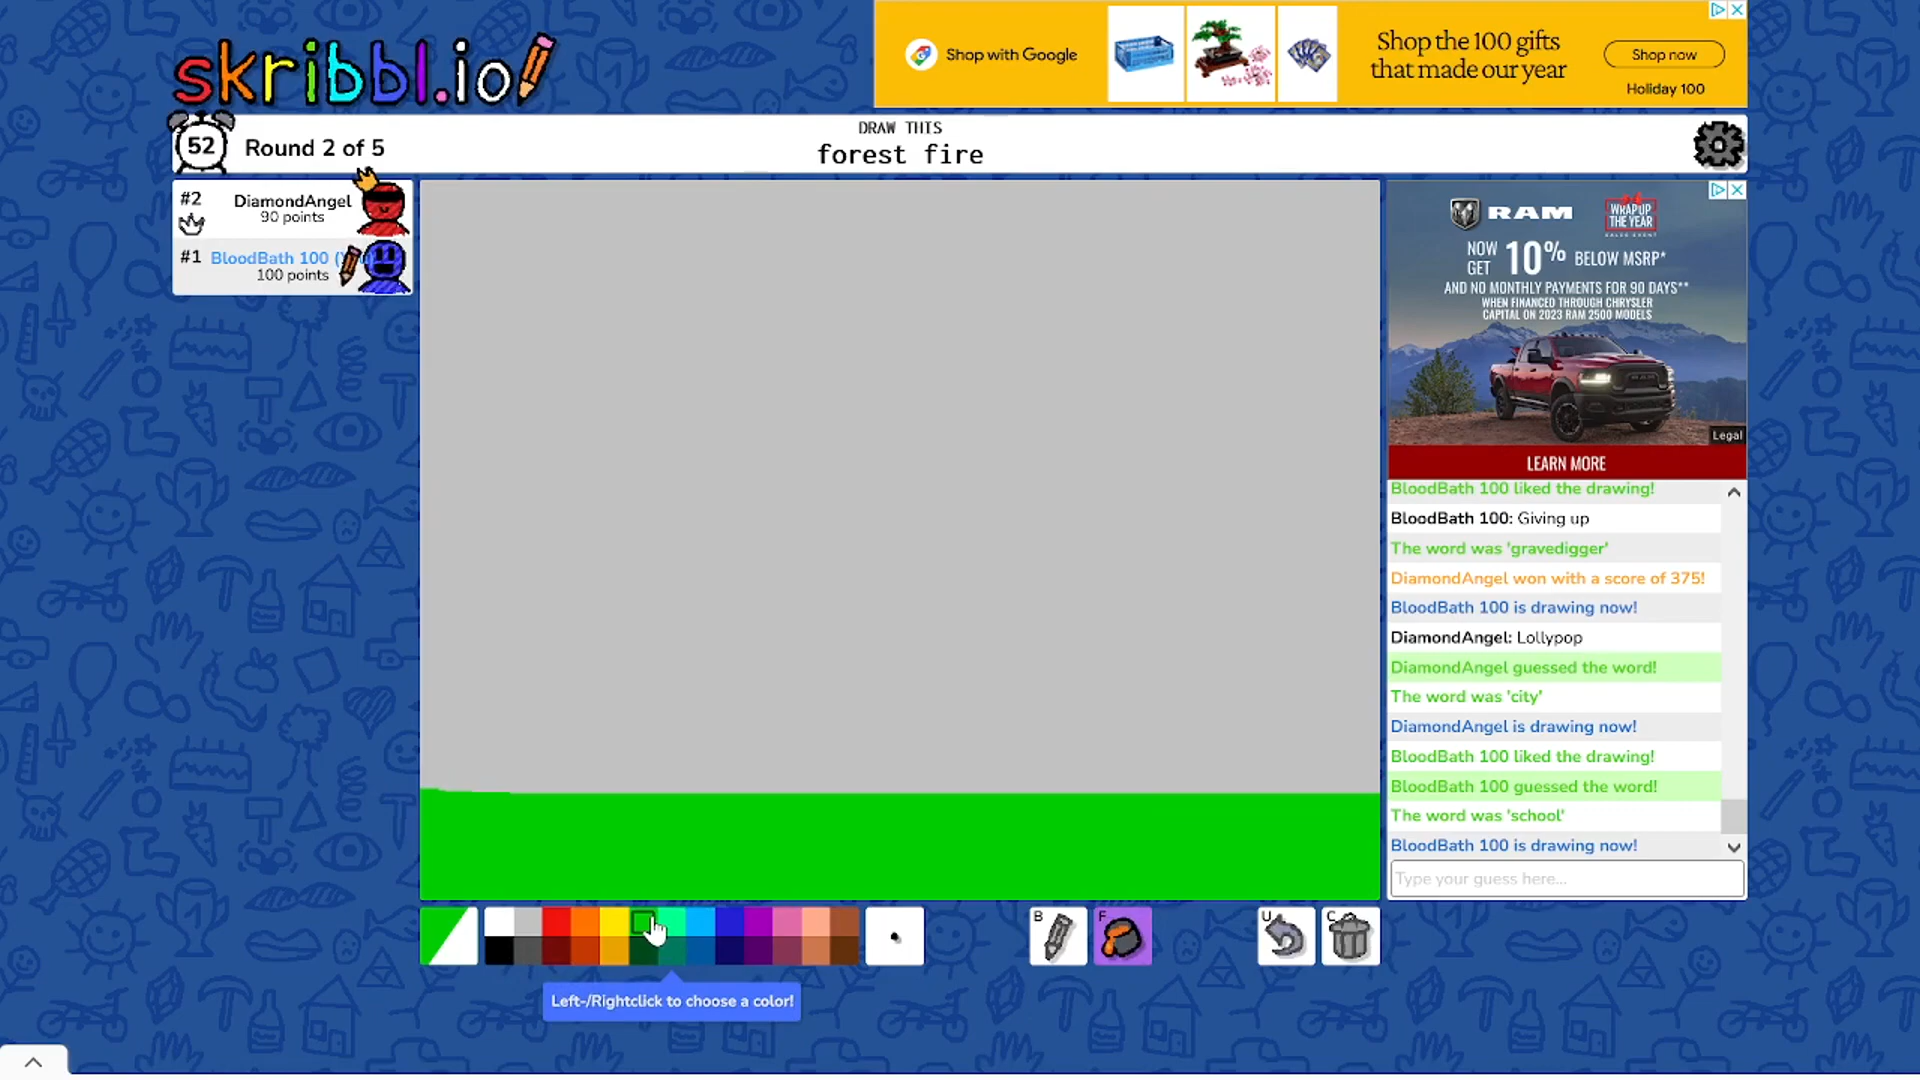 skribbl.io
Shop with Google
Shop the 100 gifts
that made our year
Shop now
Holiday 100
52
Round 2 of 5
DRAW THIS
forest fire
#2
DiamondAngel
90 points
#1
BloodBath 100 (
100 points
RAM
WRAP UP
THE YEAR
SALES EVENT
NOW
GET
10%
BELOW MSRP*
AND NO MONTHLY PAYMENTS FOR 90 DAYS**
WHEN FINANCED THROUGH CHRYSLER
CAPITAL ON 2023 RAM 2500 MODELS
Legal
LEARN MORE
BloodBath 100 liked the drawing!
BloodBath 100: Giving up
The word was 'gravedigger'
DiamondAngel won with a score of 375!
BloodBath 100 is drawing now!
DiamondAngel: Lollypop
DiamondAngel guessed the word!
The word was 'city'
DiamondAngel is drawing now!
BloodBath 100 liked the drawing!
BloodBath 100 guessed the word!
The word was 'school'
BloodBath 100 is drawing now!
Type your guess here...
B
F
U
C
Left-/Rightclick to choose a color!